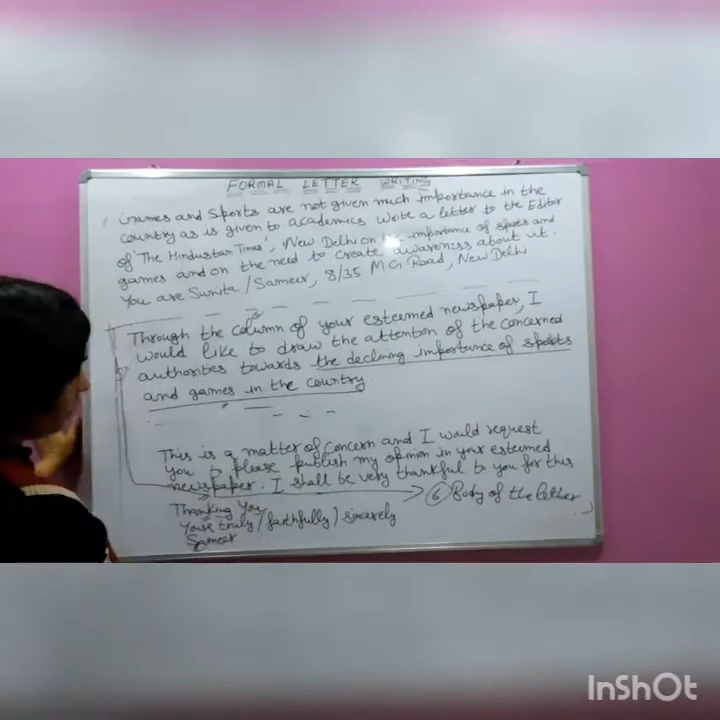 FORMAL LETTER WRITING
Games and Sports are not given much importance in the
country as is given to academics. Write a letter to the Editor
of 'The Hindustan Times', New Delhi on importance of sports and
games and on the need to create awareness about it.
You are Sunita/Sameer, 8/35 M G Road, New Delhi
Through the column of your esteemed newspaper, I
would like to draw the attention of the concerned
authorities towards the declining importance of sports
and games in the country.
This is a matter of concern and I would request
you to please publish my opinion in your esteemed
newspaper. I shall be very thankful to you for this
6 Body of the letter
Thanking You
Yours truly/faithfully/sincerely
Sameer
InShOt